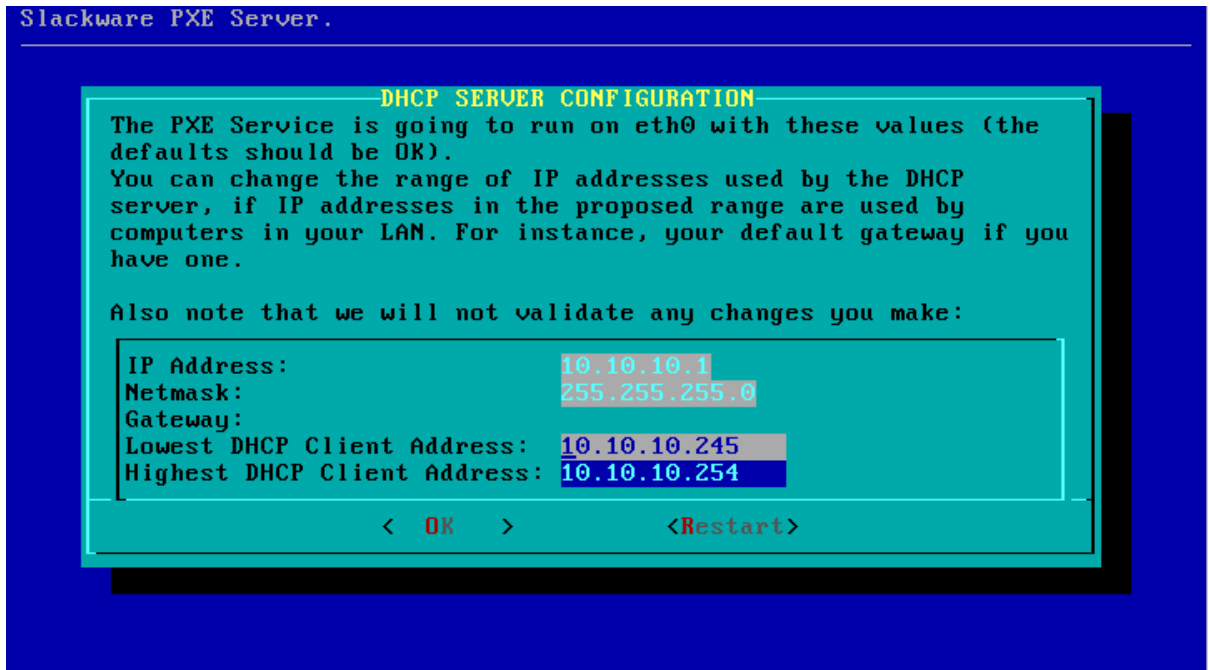 Slackware PXE Server.
DHCP SERVER CONFIGURATION
The PXE Service is going to run on eth0 with these values (the
defaults should be OK).
You can change the range of IP addresses used by the DHCP
server, if IP addresses in the proposed range are used by
computers in your LAN. For instance, your default gateway if you
have one.
Also note that we will not validate any changes you make:
IP Address: 10.10.10.1
Netmask: 255.255.255.0
Gateway:
Lowest DHCP Client Address: 10.10.10.245
Highest DHCP Client Address: 10.10.10.254
< OK > <Restart>